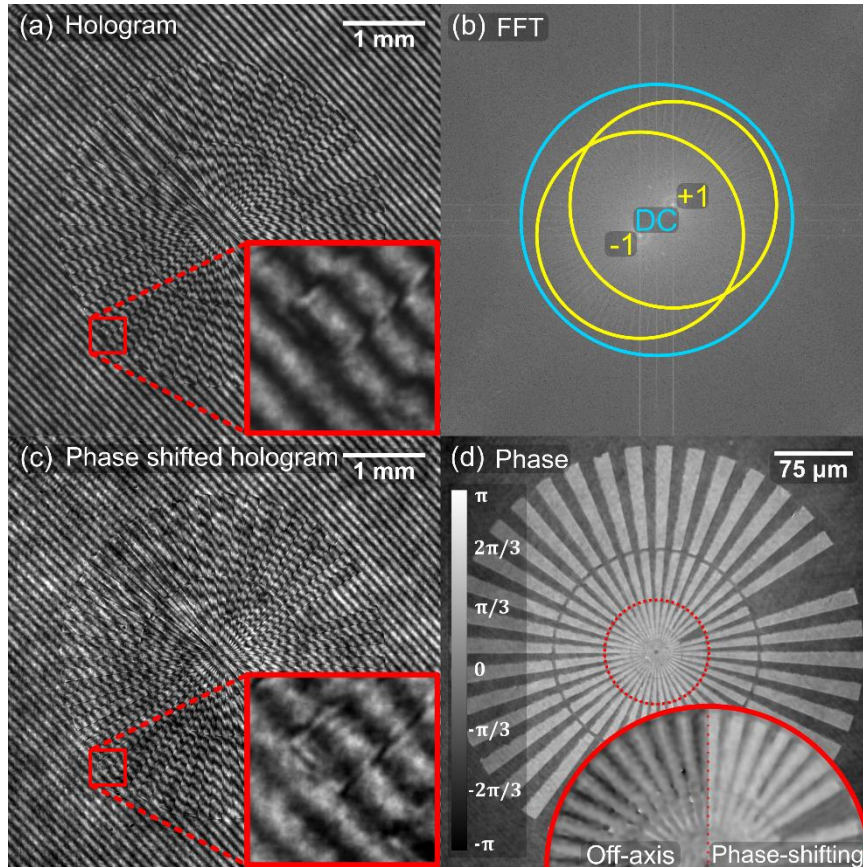 (a) Hologram
1 mm
(b) FFT
+1
DC
-1
(c) Phase shifted hologram
1 mm
(d) Phase
75 µm
π
2π/3
π/3
0
-π/3
-2π/3
-π
Off-axis
Phase-shifting